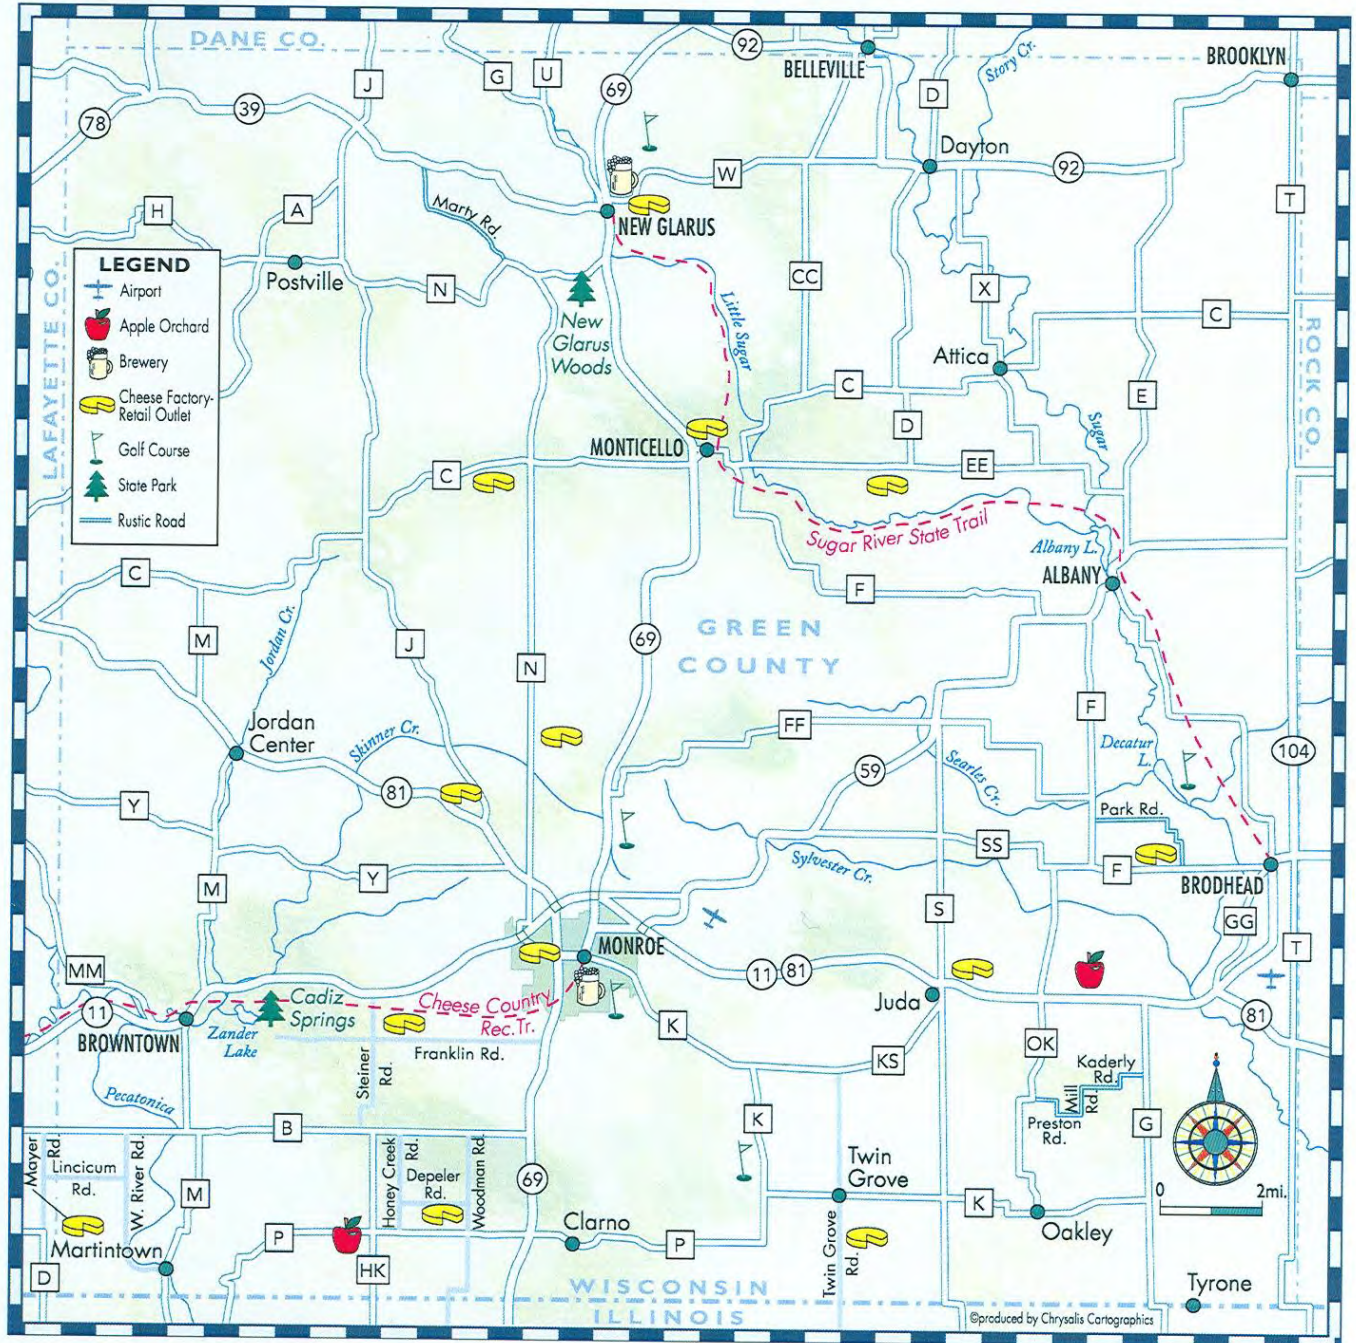 DANE CO.
92
BELLEVILLE
BROOKLYN
Story Cr.
J
G
U
69
D
78
39
Dayton
92
W
T
H
A
Marty Rd.
NEW GLARUS
LEGEND
Airport
Apple Orchard
Brewery
Cheese Factory-
Retail Outlet
Golf Course
State Park
Rustic Road
Postville
N
CC
X
C
New
Glarus
Woods
Little Sugar
LAFAYETTE CO.
ROCK CO.
Attica
C
E
D
Sugar
MONTICELLO
C
EE
Sugar River State Trail
Albany L.
ALBANY
C
F
M
Jordan Cr.
J
69
GREEN
COUNTY
N
F
Jordan
Center
Skinner Cr.
FF
Decatur
L.
104
59
Searles Cr.
81
Y
Park Rd.
SS
Sylvester Cr.
Y
F
M
BRODHEAD
S
GG
T
MONROE
MM
11
81
Juda
Cadiz
Springs
Cheese Country
Rec. Tr.
11
BROWNTOWN
Zander
Lake
K
81
Franklin Rd.
Steiner
Rd.
OK
KS
Kaderly
Rd.
Mill
Rd.
Preston
Rd.
Pecatonica
B
K
G
Mayer
Rd.
Lincicum
Rd.
W. River Rd.
Honey Creek
Rd.
Depeler
Rd.
Woodman Rd.
69
Twin
Grove
0
2mi.
M
K
Oakley
Martintown
P
Clarno
P
Twin Grove
Rd.
D
HK
WISCONSIN
ILLINOIS
Tyrone
©produced by Chrysalis Cartographics